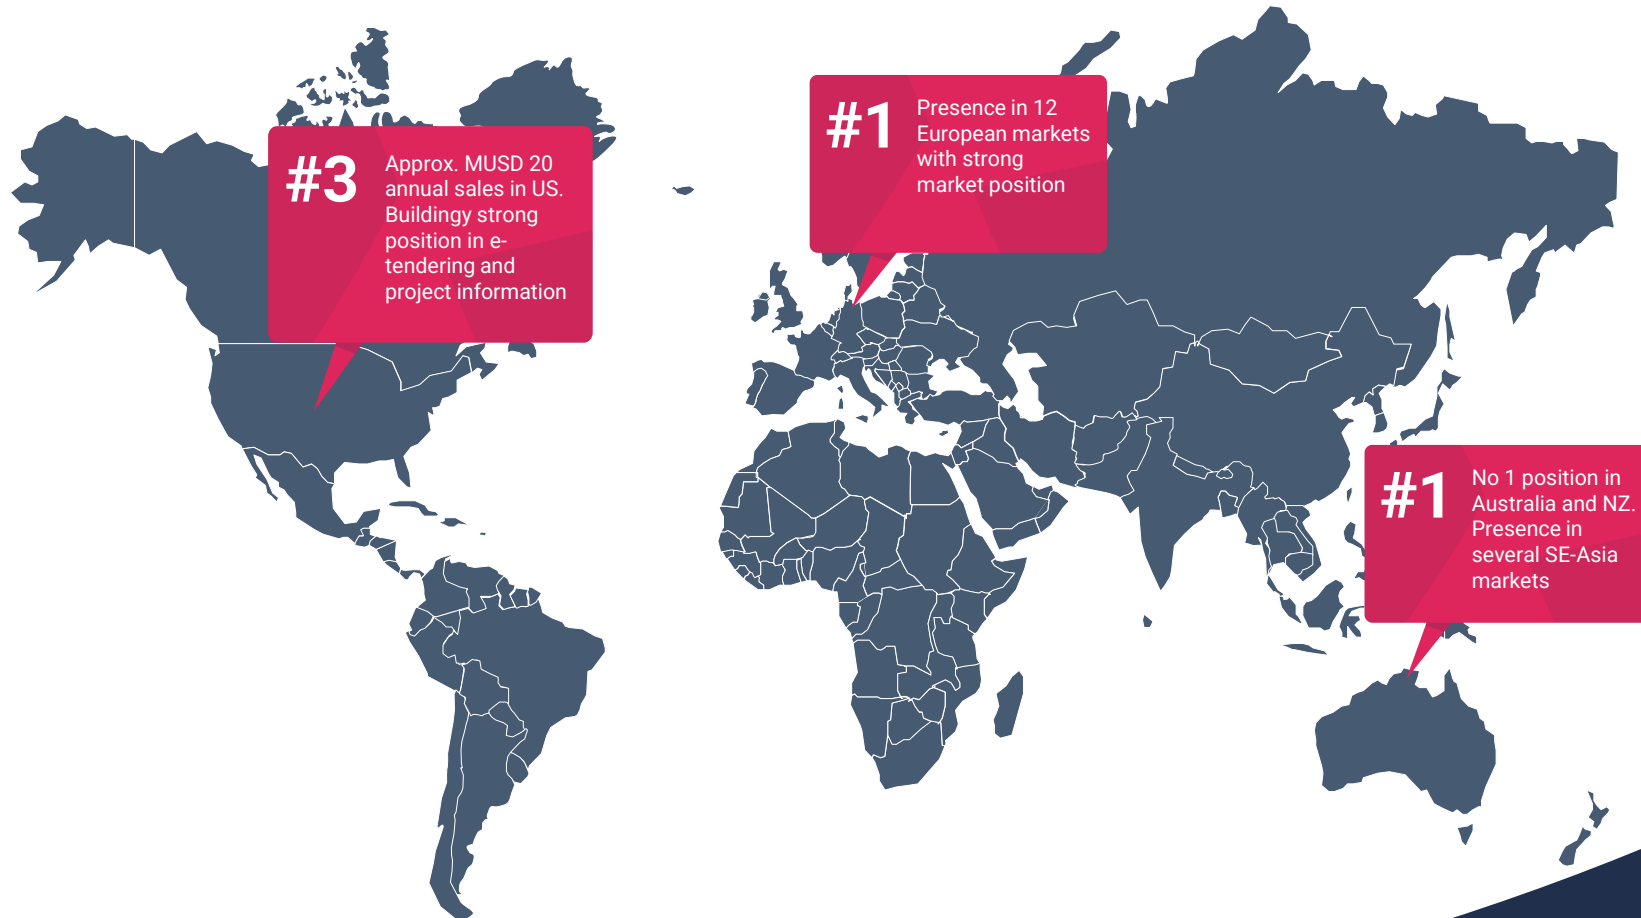 #3
Approx. MUSD 20
annual sales in US.
Buildingy strong
position in e-
tendering and
project information
#1
Presence in 12
European markets
with strong
market position
#1
No 1 position in
Australia and NZ.
Presence in
several SE-Asia
markets